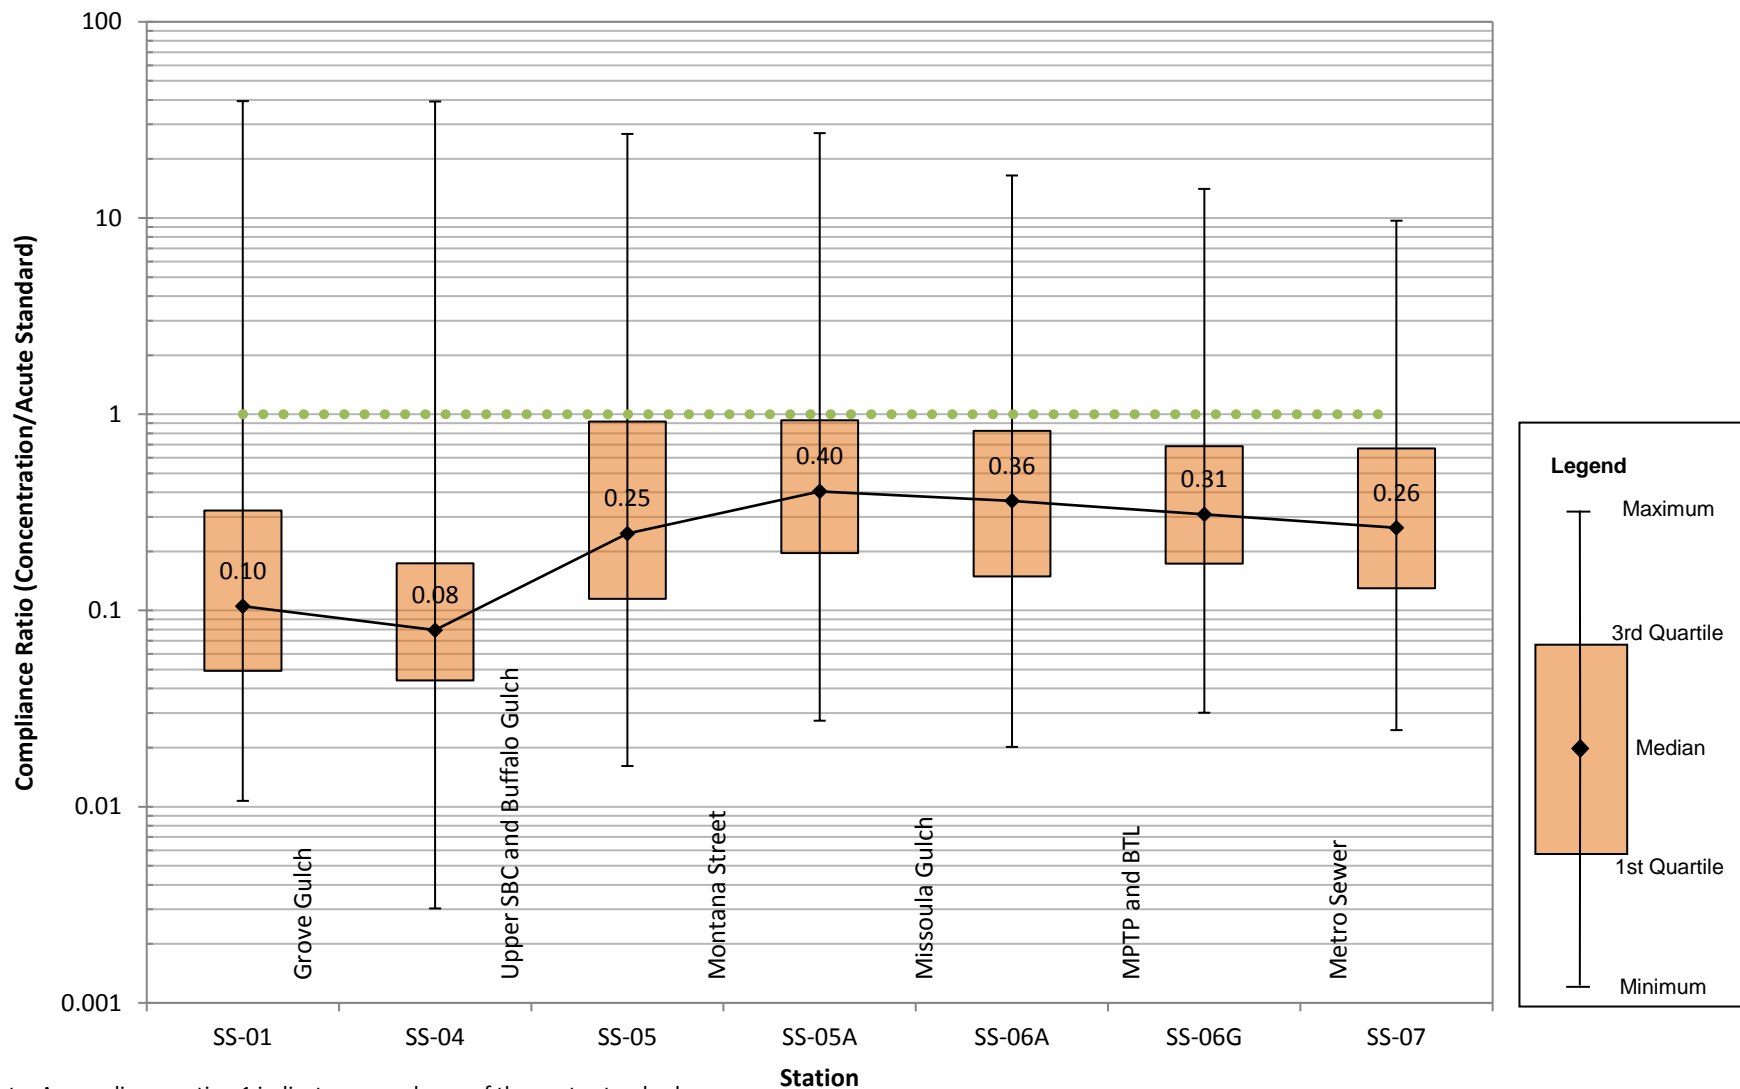 100
10
1
0.1
0.01
0.001
Compliance Ratio (Concentration/Acute Standard)
0.10
0.08
0.25
0.40
0.36
0.31
0.26
Grove Gulch
Upper SBC and Buffalo Gulch
Montana Street
Missoula Gulch
MPTP and BTL
Metro Sewer
SS-01
SS-04
SS-05
SS-05A
SS-06A
SS-06G
SS-07
Station
Legend
Maximum
3rd Quartile
Median
1st Quartile
Minimum